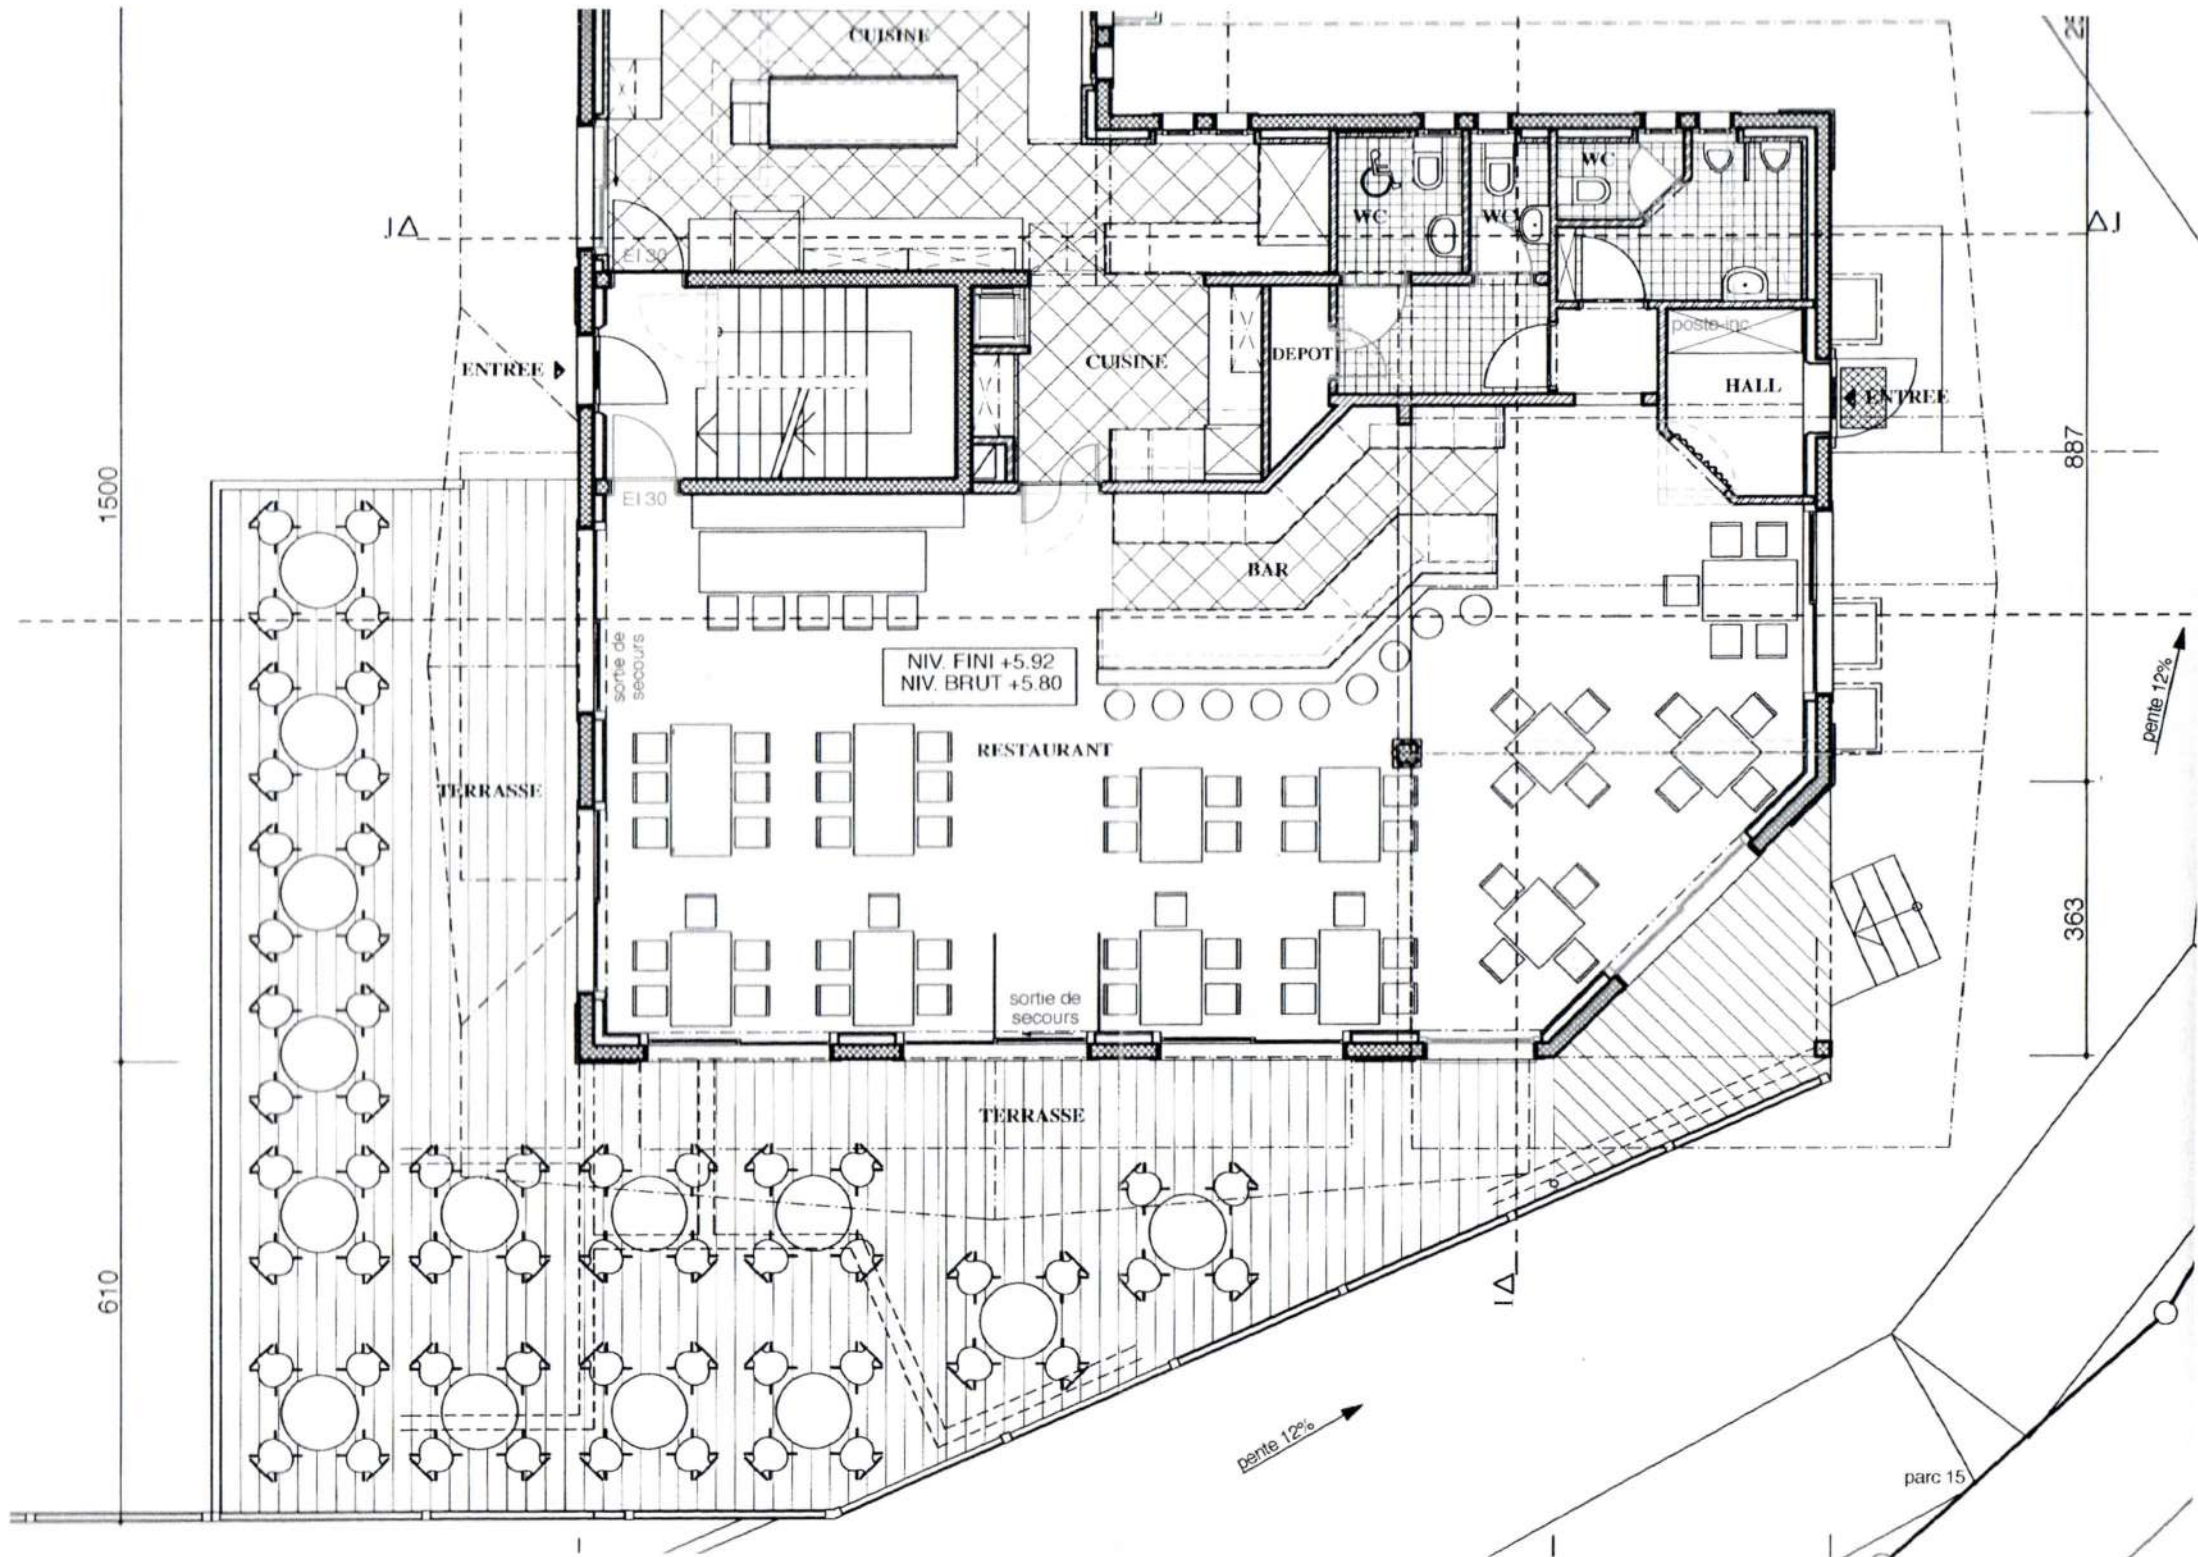 CUISINE
WC
WC
WC
J
J
EI 30
poste inc.
ENTREE
CUISINE
DEPOT
HALL
ENTREE
1500
887
EI 30
BAR
sortie de
secours
NIV. FINI +5.92
NIV. BRUT +5.80
pente 12%
RESTAURANT
TERRASSE
363
sortie de
secours
TERRASSE
610
I
pente 12%
parc 15